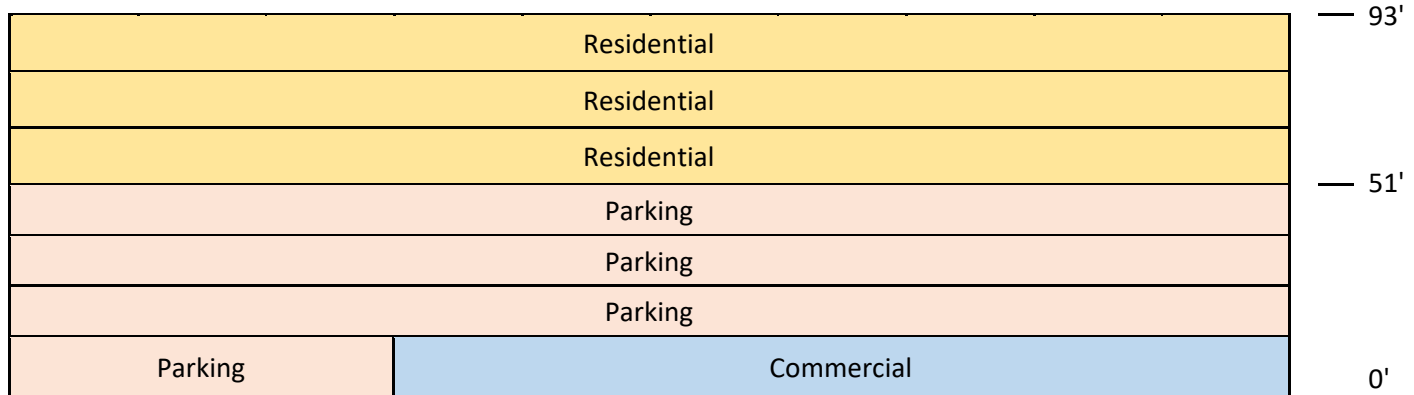 93'
Residential
Residential
Residential
51'
Parking
Parking
Parking
Parking Commercial
0'